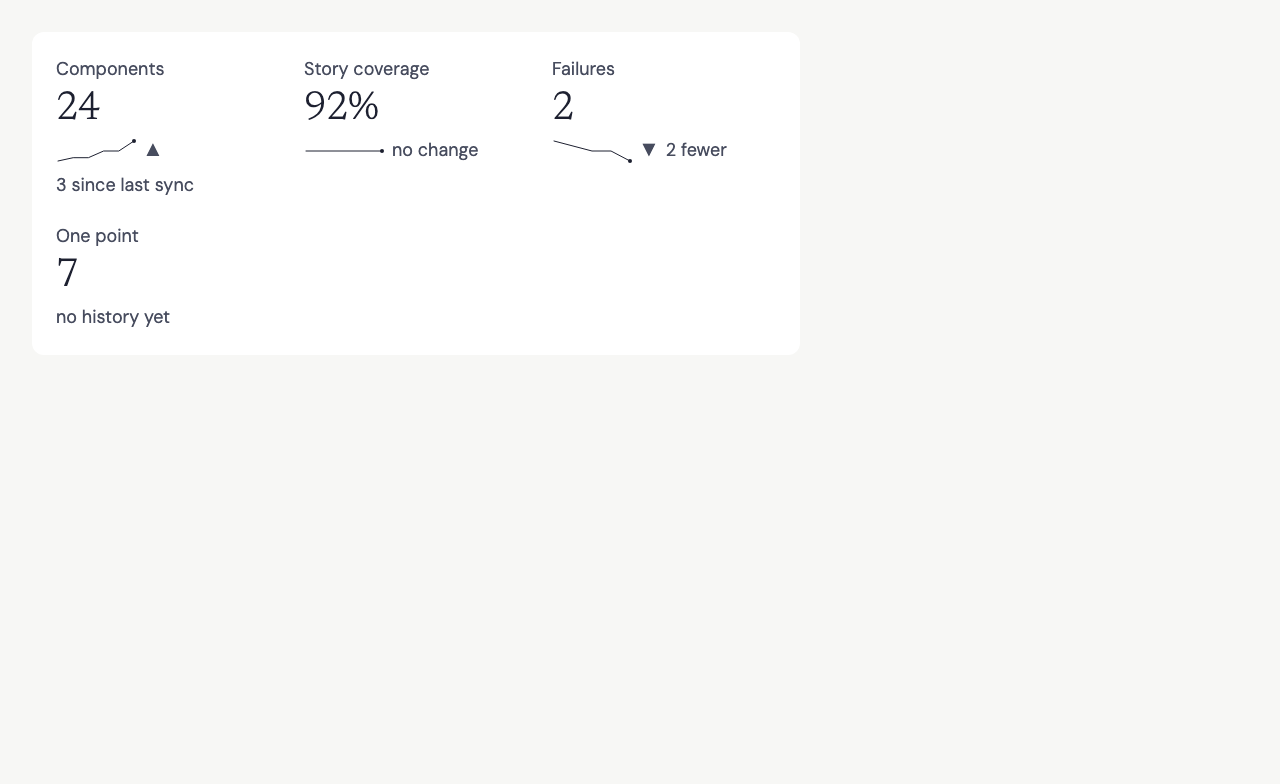 Components
24
▲
3 since last sync
Story coverage
92%
no change
Failures
2
▼ 2 fewer
One point
7
no history yet